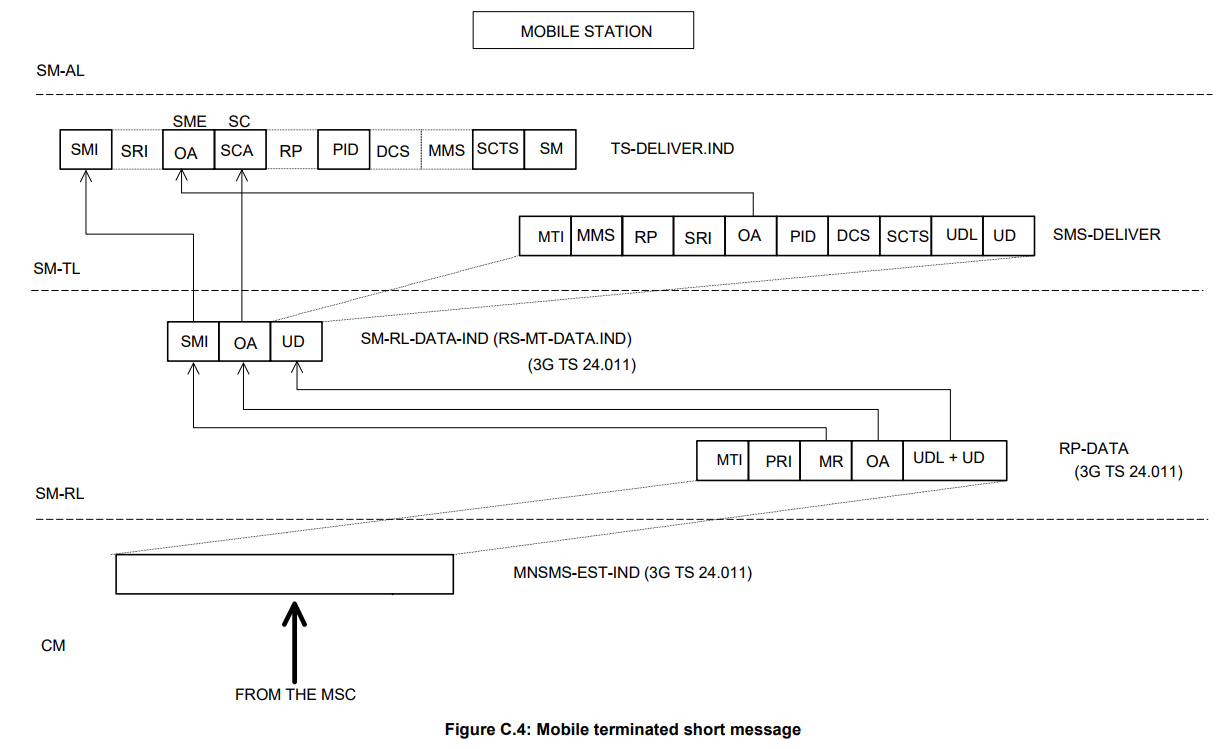 MOBILE STATION
SM-AL
SME SC
SMI SRI OA SCA RP PID DCS MMS SCTS SM TS-DELIVER.IND
MTI MMS RP SRI OA PID DCS SCTS UDL UD SMS-DELIVER
SM-TL
SMI OA UD SM-RL-DATA-IND (RS-MT-DATA.IND)
(3G TS 24.011)
MTI PRI MR OA UDL + UD RP-DATA
(3G TS 24.011)
SM-RL
MNSMS-EST-IND (3G TS 24.011)
CM
FROM THE MSC
Figure C.4: Mobile terminated short message